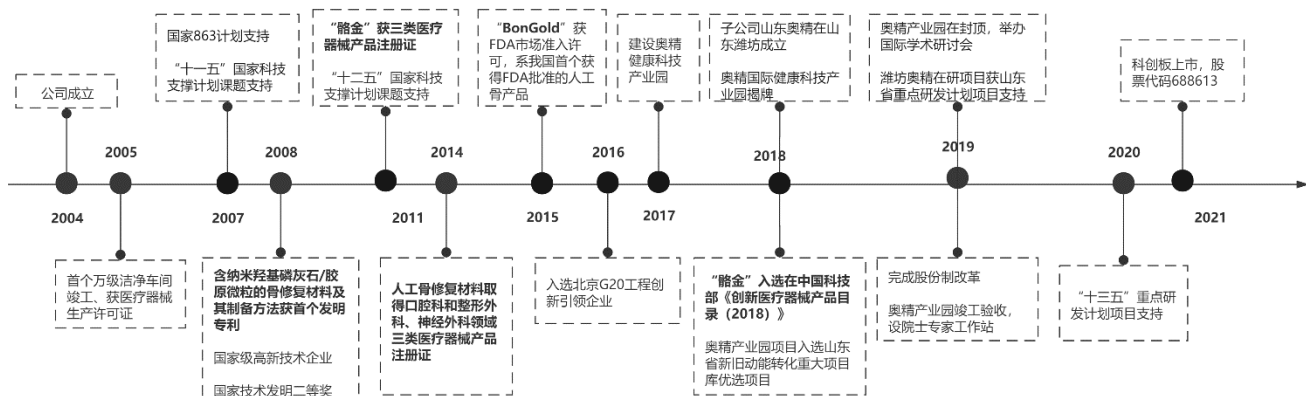 公司成立
2004
2005
首个万级洁净车间
竣工、获医疗器械
生产许可证
国家863计划支持
“十一五”国家科技
支撑计划课题支持
2007
2008
含纳米羟基磷灰石/胶
原微粒的骨修复材料及
其制备方法获首个发明
专利
国家级高新技术企业
国家技术发明二等奖
“骼金”获三类医疗
器械产品注册证
“十二五”国家科技
支撑计划课题支持
2011
2014
人工骨修复材料取
得口腔科和整形外
科、神经外科领域
三类医疗器械产品
注册证
“BonGold”获
FDA市场准入许
可，系我国首个获
得FDA批准的人工
骨产品
2015
2016
入选北京G20工程创
新引领企业
建设奥精
健康科技
产业园
2017
子公司山东奥精在山
东潍坊成立
奥精国际健康科技产
业园揭牌
2018
“骼金”入选在中国科技
部《创新医疗器械产品目
录（2018）》
奥精产业园项目入选山东
省新旧动能转化重大项目
库优选项目
奥精产业园在封顶，举办
国际学术研讨会
潍坊奥精在研项目获山东
省重点研发计划项目支持
2019
完成股份制改革
奥精产业园竣工验收，
设院士专家工作站
2020
“十三五”重点研
发计划项目支持
科创板上市，股
票代码688613
2021